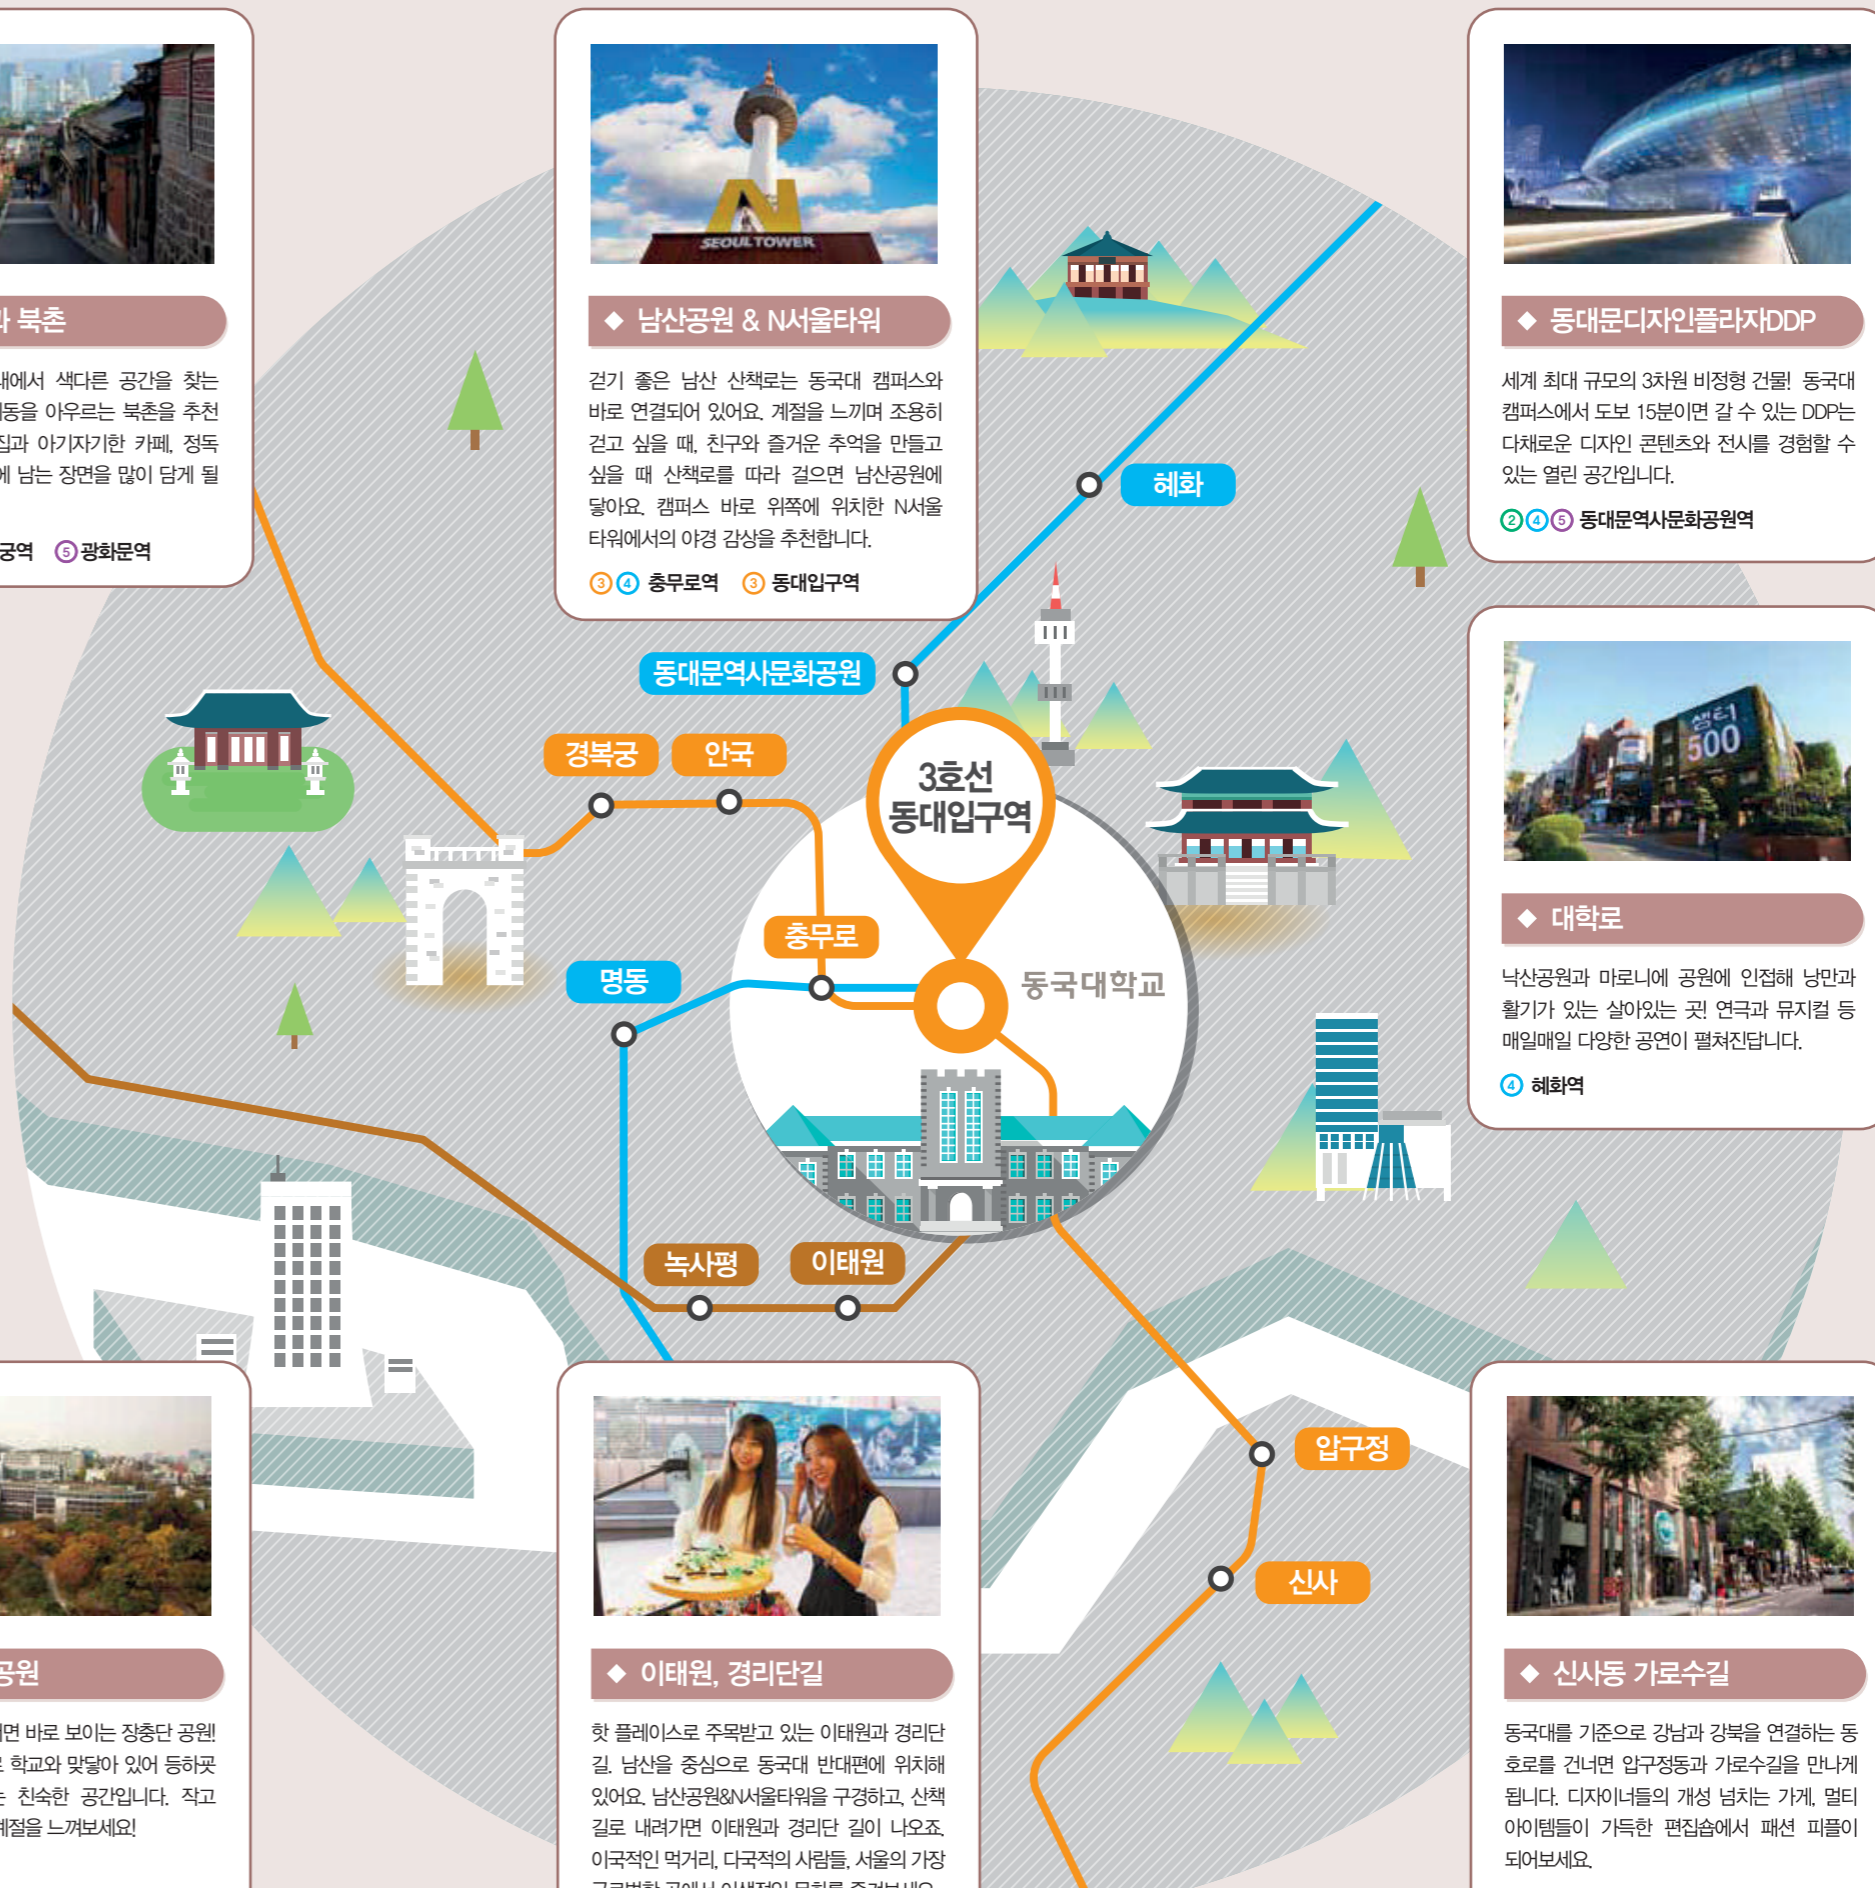 과 북촌
내에서 색다른 공간을 찾는
동을 아우르는 북촌을 추천
집과 아기자기한 카페, 정독
에 남는 장면을 많이 담게 될
궁역 5 광화문역
SEOUL TOWER
◆ 남산공원 & N서울타워
걷기 좋은 남산 산책로는 동국대 캠퍼스와
바로 연결되어 있어요. 계절을 느끼며 조용히
걷고 싶을 때, 친구와 즐거운 추억을 만들고
싶을 때 산책로를 따라 걸으면 남산공원에
닿아요. 캠퍼스 바로 위쪽에 위치한 N서울
타워에서의 야경 감상을 추천합니다.
3 4 충무로역 3 동대입구역
◆ 동대문디자인플라자DDP
세계 최대 규모의 3차원 비정형 건물! 동국대
캠퍼스에서 도보 15분이면 갈 수 있는 DDP는
다채로운 디자인 콘텐츠와 전시를 경험할 수
있는 열린 공간입니다.
2 4 5 동대문역사문화공원역
혜화
동대문역사문화공원
경복궁
안국
3호선
동대입구역
충무로
명동
동국대학교
녹사평
이태원
압구정
신사
샘터
500
◆ 대학로
낙산공원과 마로니에 공원에 인접해 낭만과
활기가 있는 살아있는 곳! 연극과 뮤지컬 등
매일매일 다양한 공연이 펼쳐진답니다.
4 혜화역
공원
면 바로 보이는 장충단 공원!
로 학교와 맞닿아 있어 등하굣
는 친숙한 공간입니다. 작고
계절을 느껴보세요!
◆ 이태원, 경리단길
핫 플레이스로 주목받고 있는 이태원과 경리단
길. 남산을 중심으로 동국대 반대편에 위치해
있어요. 남산공원&N서울타워을 구경하고, 산책
길로 내려가면 이태원과 경리단 길이 나오죠.
이국적인 먹거리, 다국적의 사람들, 서울의 가장
◆ 신사동 가로수길
동국대를 기준으로 강남과 강북을 연결하는 동
호로를 건너면 압구정동과 가로수길을 만나게
됩니다. 디자이너들의 개성 넘치는 가게, 멀티
아이템들이 가득한 편집숍에서 패션 피플이
되어보세요.